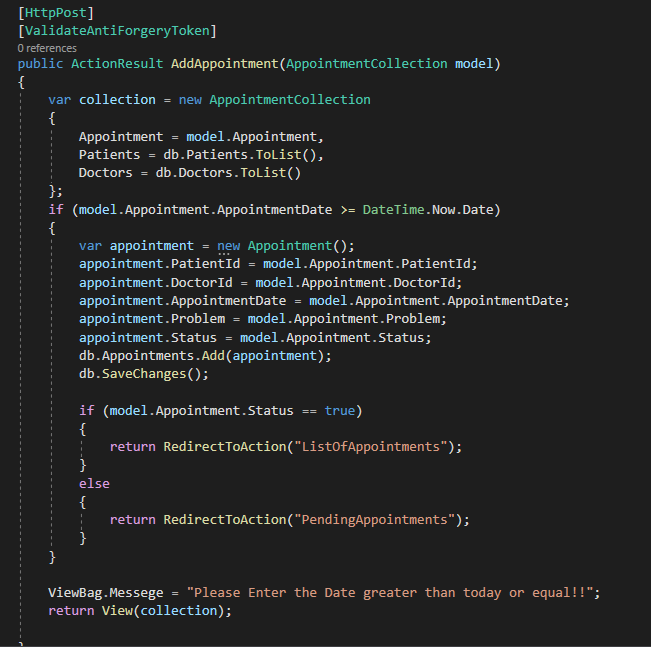 [HttpPost]
[ValidateAntiForgeryToken]
0 references
public ActionResult AddAppointment(AppointmentCollection model)
{
    var collection = new AppointmentCollection
    {
        Appointment = model.Appointment,
        Patients = db.Patients.ToList(),
        Doctors = db.Doctors.ToList()
    };
    if (model.Appointment.AppointmentDate >= DateTime.Now.Date)
    {
        var appointment = new Appointment();
        appointment.PatientId = model.Appointment.PatientId;
        appointment.DoctorId = model.Appointment.DoctorId;
        appointment.AppointmentDate = model.Appointment.AppointmentDate;
        appointment.Problem = model.Appointment.Problem;
        appointment.Status = model.Appointment.Status;
        db.Appointments.Add(appointment);
        db.SaveChanges();

        if (model.Appointment.Status == true)
        {
            return RedirectToAction("ListOfAppointments");
        }
        else
        {
            return RedirectToAction("PendingAppointments");
        }
    }

    ViewBag.Messege = "Please Enter the Date greater than today or equal!!";
    return View(collection);

}